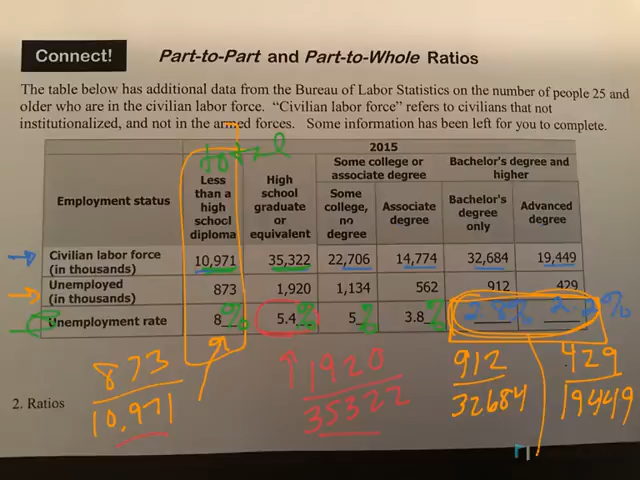 Connect! Part-to-Part and Part-to-Whole Ratios
The table below has additional data from the Bureau of Labor Statistics on the number of people 25 and
older who are in the civilian labor force. "Civilian labor force" refers to civilians that not
institutionalized, and not in the armed forces. Some information has been left for you to complete.
total
2015
Employment status
Less than a high school diploma
High school graduate or equivalent
Some college or associate degree
Some college, no degree
Associate degree
Bachelor's degree and higher
Bachelor's degree only
Advanced degree
Civilian labor force (in thousands) 10,971 35,322 22,706 14,774 32,684 19,449
Unemployed (in thousands) 873 1,920 1,134 562 912 429
Unemployment rate 8 % 5.4 % 5 % 3.8 % 2.8% 2.2%
873
10,971
1920
35322
912
32684
429
19449
2. Ratios